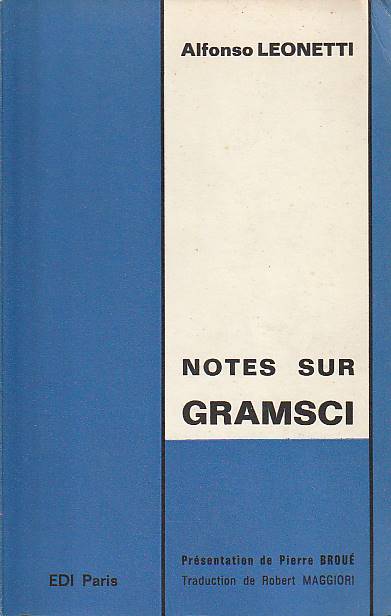 Alfonso LEONETTI
NOTES SUR
GRAMSCI
Présentation de Pierre BROUÉ
Traduction de Robert MAGGIORI
EDI Paris